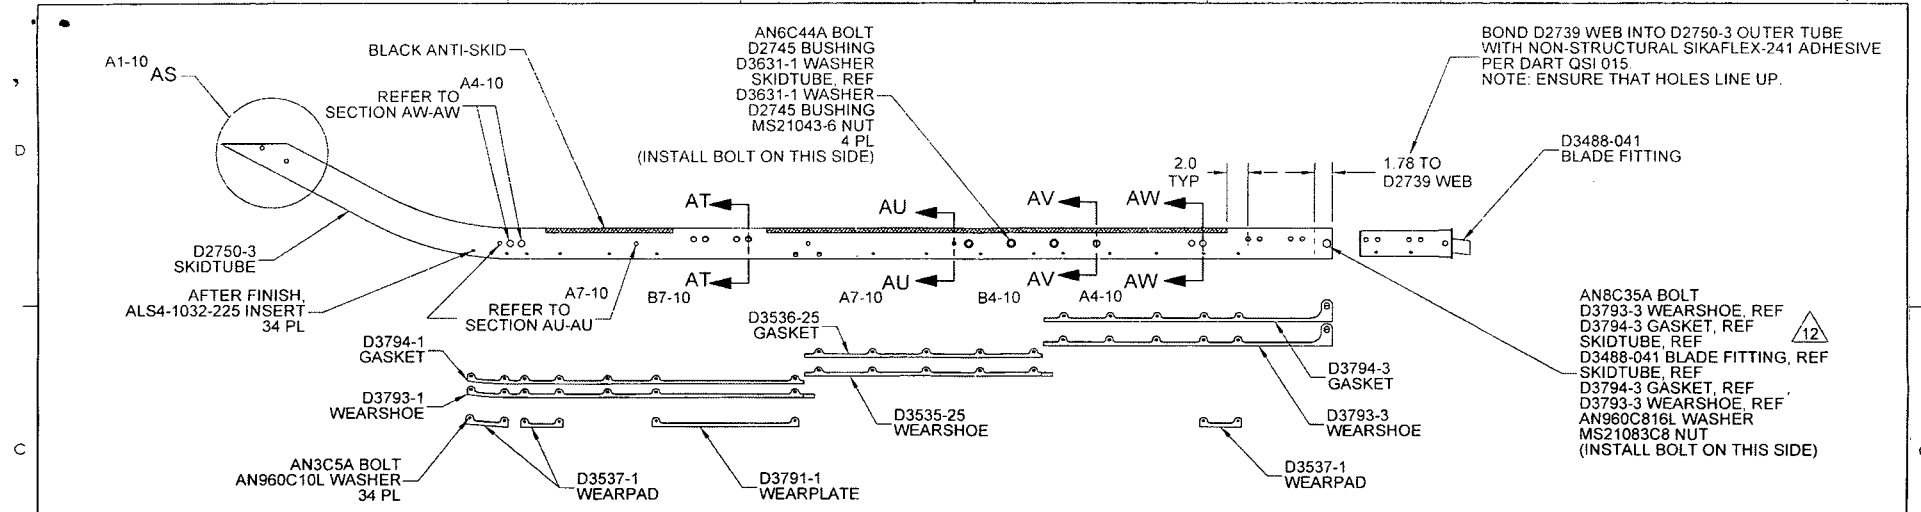 A1-10
AS
BLACK ANTI-SKID
A4-10
REFER TO
SECTION AW-AW
AN6C44A BOLT
D2745 BUSHING
D3631-1 WASHER
SKIDTUBE, REF
D3631-1 WASHER
D2745 BUSHING
MS21043-6 NUT
4 PL
(INSTALL BOLT ON THIS SIDE)
BOND D2739 WEB INTO D2750-3 OUTER TUBE
WITH NON-STRUCTURAL SIKAFLEX-241 ADHESIVE
PER DART QSI 015.
NOTE: ENSURE THAT HOLES LINE UP.
D3488-041
BLADE FITTING
2.0
TYP
1.78 TO
D2739 WEB
D
AT
AU
AV
AW
D2750-3
SKIDTUBE
AFTER FINISH,
ALS4-1032-225 INSERT
34 PL
A7-10
REFER TO
SECTION AU-AU
AT
B7-10
AU
A7-10
AV
B4-10
AW
A4-10
D3536-25
GASKET
D3794-1
GASKET
D3793-1
WEARSHOE
D3535-25
WEARSHOE
D3794-3
GASKET
D3793-3
WEARSHOE
AN8C35A BOLT
D3793-3 WEARSHOE, REF
D3794-3 GASKET, REF
SKIDTUBE, REF
D3488-041 BLADE FITTING, REF
SKIDTUBE, REF
D3794-3 GASKET, REF
D3793-3 WEARSHOE, REF
AN960C816L WASHER
MS21083C8 NUT
(INSTALL BOLT ON THIS SIDE)
12
C
AN3C5A BOLT
AN960C10L WASHER
34 PL
D3537-1
WEARPAD
D3791-1
WEARPLATE
D3537-1
WEARPAD